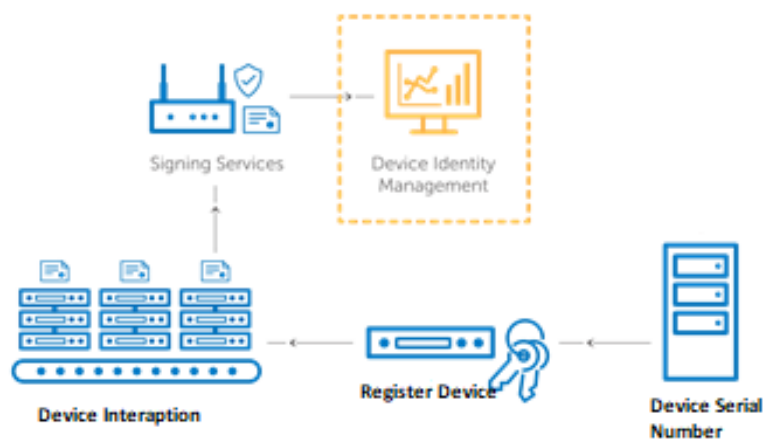 Signing Services
Device Identity
Management
Device Interaption
Register Device
Device Serial
Number